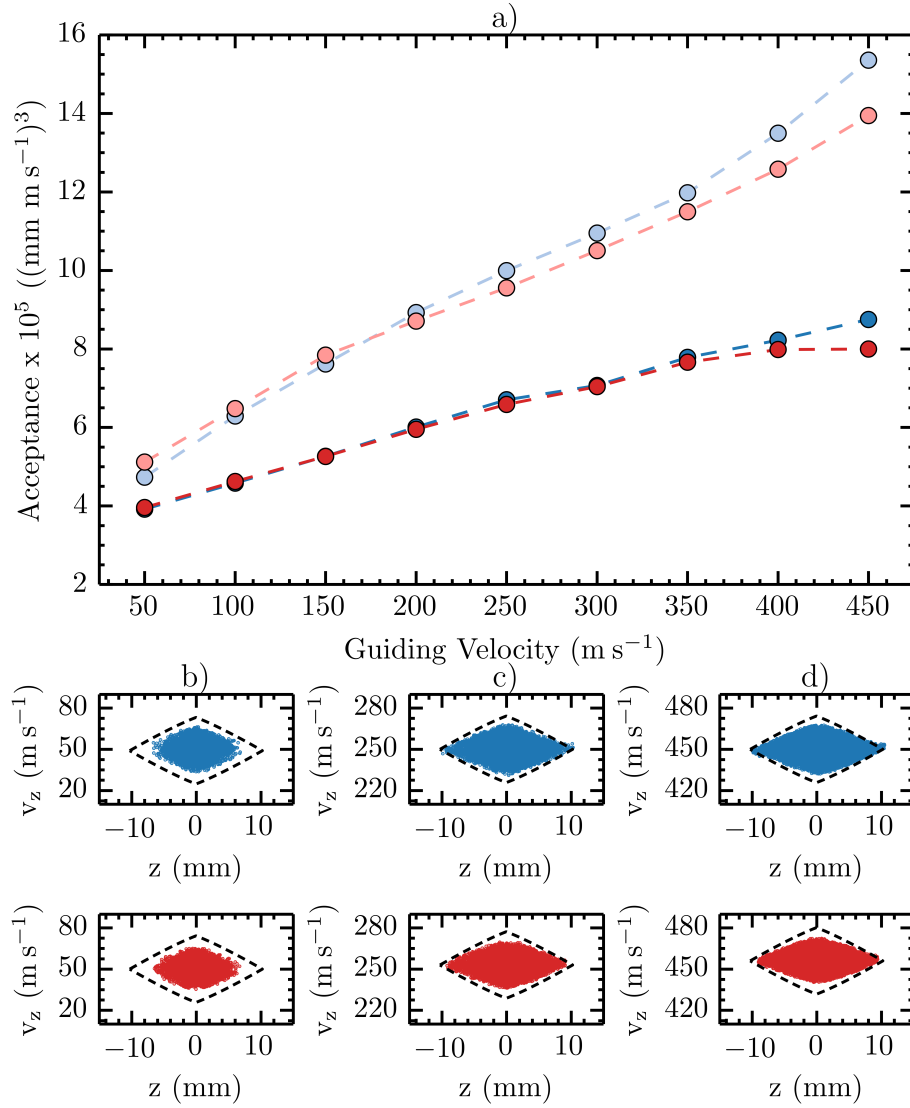 a)
16
14
12
10
8
6
4
2
Acceptance x 10⁵ ((mm m s⁻¹)³)
50 100 150 200 250 300 350 400 450
Guiding Velocity (m s⁻¹)
b) c) d)
80 50 20
v_z (m s⁻¹)
−10 0 10
z (mm)
280 250 220
v_z (m s⁻¹)
−10 0 10
z (mm)
480 450 420
v_z (m s⁻¹)
−10 0 10
z (mm)
80 50 20
v_z (m s⁻¹)
−10 0 10
z (mm)
280 250 220
v_z (m s⁻¹)
−10 0 10
z (mm)
480 450 420
v_z (m s⁻¹)
−10 0 10
z (mm)